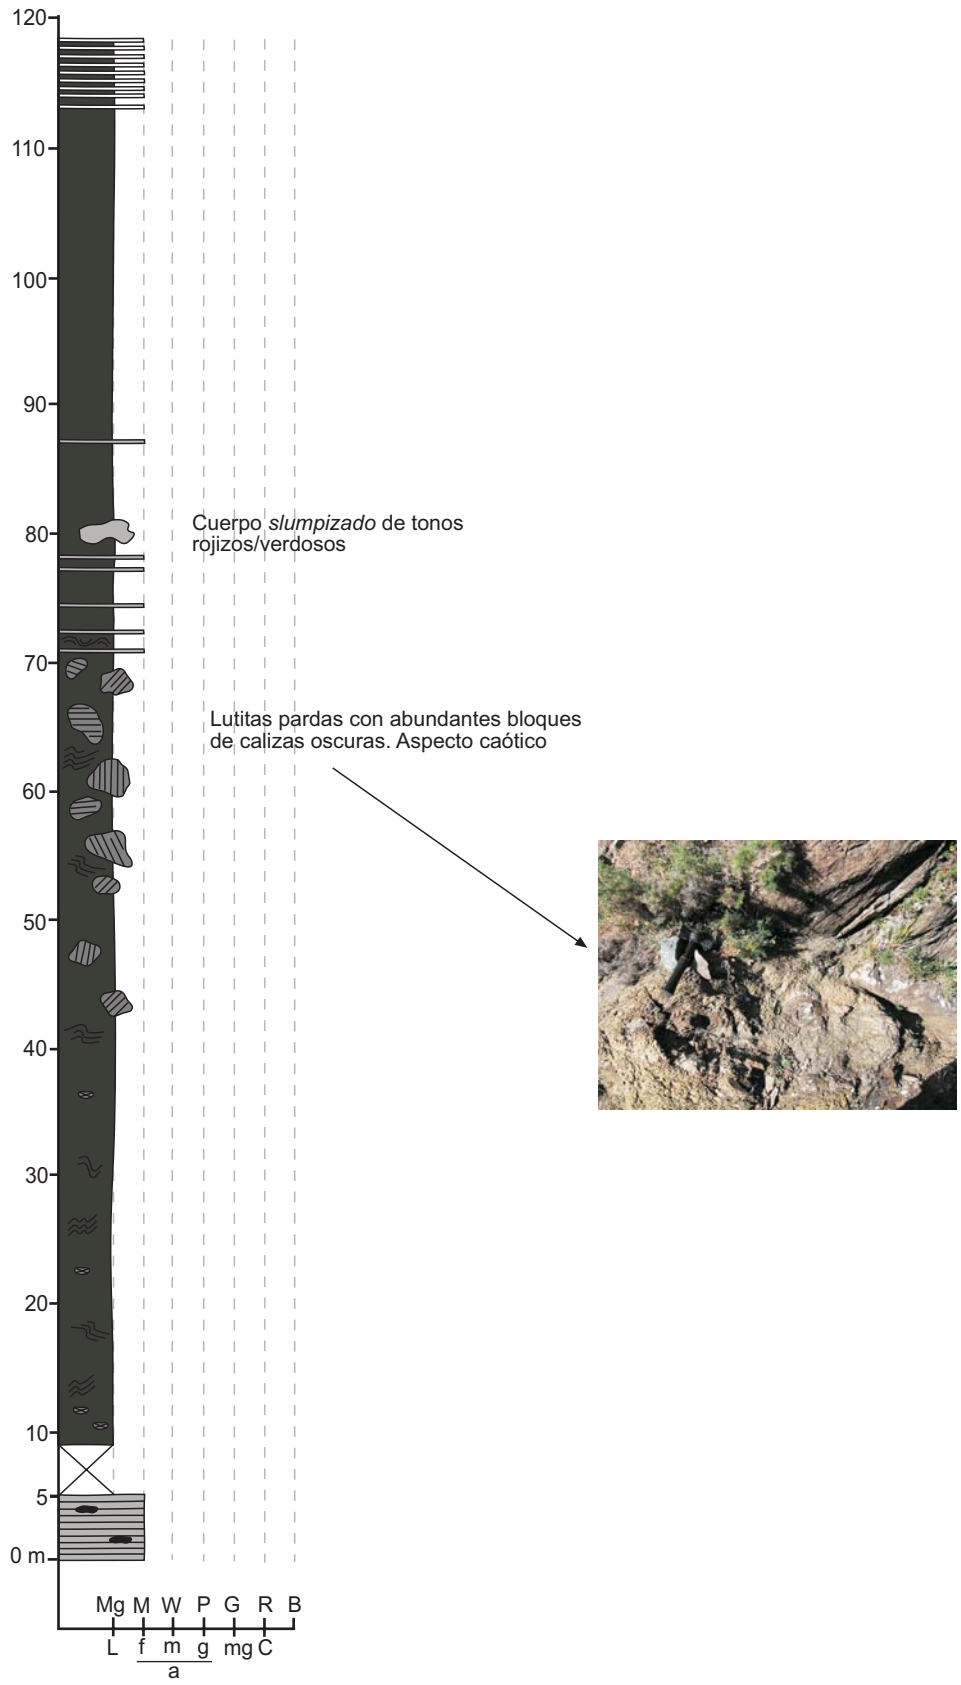 120
110
100
90
80
Cuerpo slumpizado de tonos
rojizos/verdosos
70
Lutitas pardas con abundantes bloques
de calizas oscuras. Aspecto caótico
60
50
40
30
20
10
5
0 m
Mg M W P G R B
L f m g mg C
a